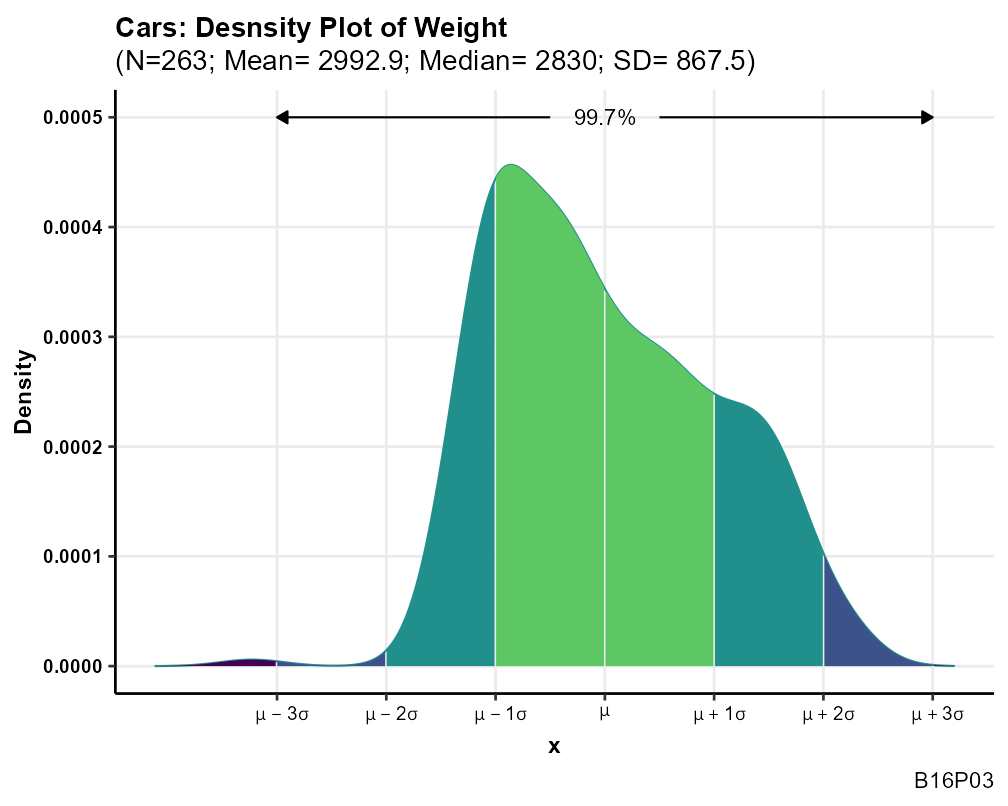 Cars: Desnsity Plot of Weight
(N=263; Mean= 2992.9; Median= 2830; SD= 867.5)
99.7%
0.0005
0.0004
0.0003
0.0002
0.0001
0.0000
Density
μ − 3σ μ − 2σ μ − 1σ μ μ + 1σ μ + 2σ μ + 3σ
x
B16P03